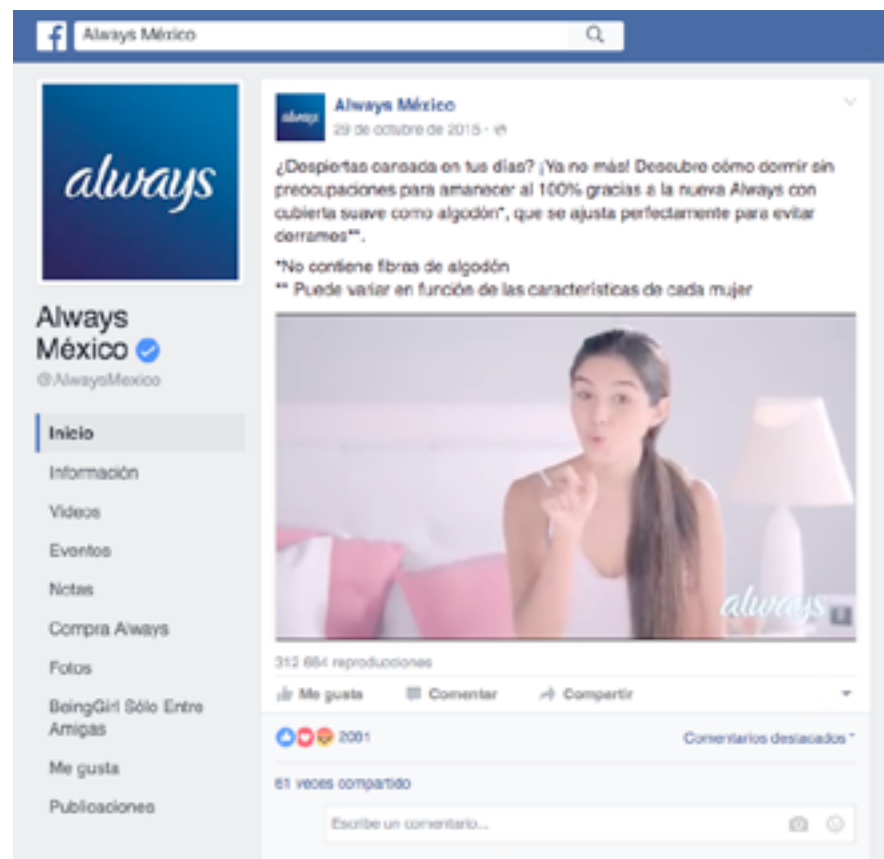 Always México
always
Always
México
@AlwaysMexico
Inicio
Información
Videos
Eventos
Notas
Compra Always
Fotos
BeingGirl Sólo Entre
Amigas
Me gusta
Publicaciones
always
Always México
29 de octubre de 2015
¿Despiertas cansada en tus días? ¡Ya no más! Descubre cómo dormir sin
preocupaciones para amanecer al 100% gracias a la nueva Always con
cubierta suave como algodón*, que se ajusta perfectamente para evitar
derrames**.
*No contiene fibras de algodón
** Puede variar en función de las características de cada mujer
always
312 664 reproducciones
Me gusta Comentar Compartir
2081 Comentarios destacados
61 veces compartido
Escribe un comentario...